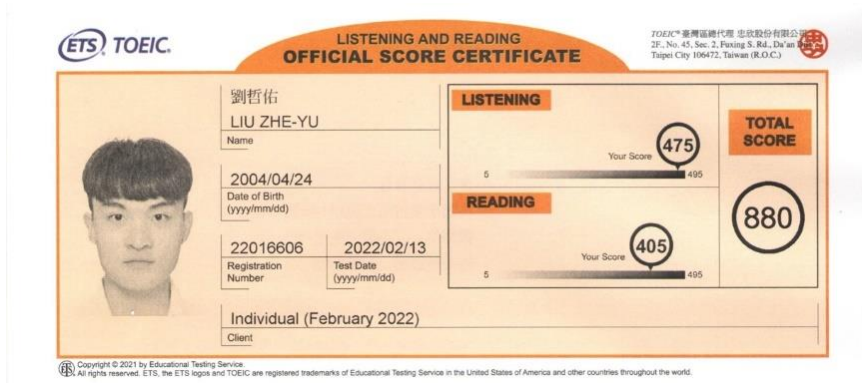 ETS TOEIC.
LISTENING AND READING
OFFICIAL SCORE CERTIFICATE
TOEIC® 臺灣區總代理 忠欣股份有限公司
2F., No. 45, Sec. 2, Fuxing S. Rd., Da'an
Taipei City 106472, Taiwan (R.O.C.)
劉哲佑
LIU ZHE-YU
Name
2004/04/24
Date of Birth
(yyyy/mm/dd)
22016606
Registration
Number
2022/02/13
Test Date
(yyyy/mm/dd)
Individual (February 2022)
Client
LISTENING
Your Score
475
5
495
READING
Your Score
405
5
495
TOTAL
SCORE
880
Copyright © 2021 by Educational Testing Service.
All rights reserved. ETS, the ETS logos and TOEIC are registered trademarks of Educational Testing Service in the United States of America and other countries throughout the world.